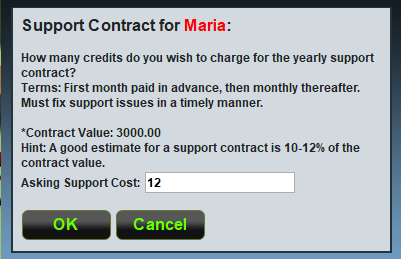 Support Contract for Maria:
How many credits do you wish to charge for the yearly support
contract?
Terms: First month paid in advance, then monthly thereafter.
Must fix support issues in a timely manner.
*Contract Value: 3000.00
Hint: A good estimate for a support contract is 10-12% of the
contract value.
Asking Support Cost: 12
OK Cancel